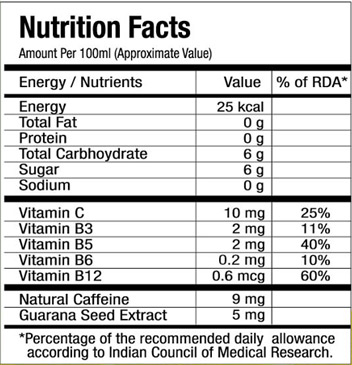 Nutrition Facts
Amount Per 100ml (Approximate Value)
Energy / Nutrients Value % of RDA*
Energy 25 kcal
Total Fat 0 g
Protein 0 g
Total Carbhoydrate 6 g
Sugar 6 g
Sodium 0 g
Vitamin C 10 mg 25%
Vitamin B3 2 mg 11%
Vitamin B5 2 mg 40%
Vitamin B6 0.2 mg 10%
Vitamin B12 0.6 mcg 60%
Natural Caffeine 9 mg
Guarana Seed Extract 5 mg
*Percentage of the recommended daily allowance
according to Indian Council of Medical Research.